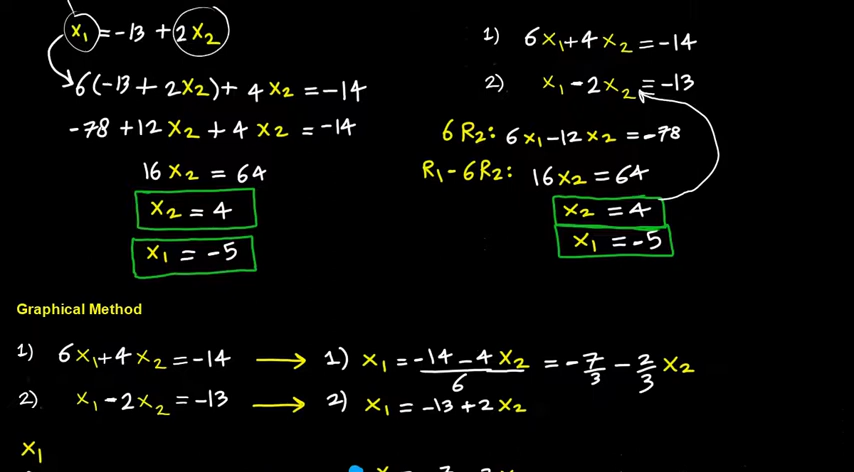 x₁ = -13 + 2x₂
6(-13 + 2x₂) + 4x₂ = -14
-78 + 12x₂ + 4x₂ = -14
16x₂ = 64
x₂ = 4
x₁ = -5
1) 6x₁ + 4x₂ = -14
2) x₁ - 2x₂ = -13
6R₂: 6x₁ - 12x₂ = -78
R₁ - 6R₂: 16x₂ = 64
x₂ = 4
x₁ = -5
Graphical Method
1) 6x₁ + 4x₂ = -14 → 1) x₁ = (-14 - 4x₂)/6 = -7/3 - 2/3 x₂
2) x₁ - 2x₂ = -13 → 2) x₁ = -13 + 2x₂
x₁